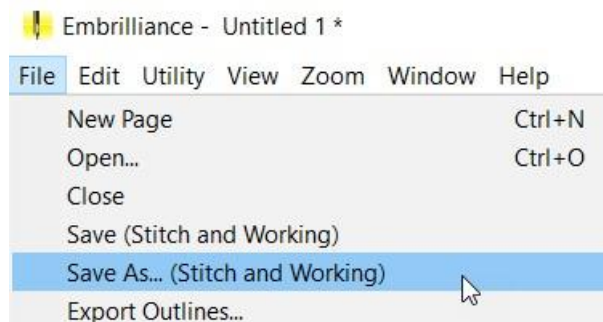 Embrilliance - Untitled 1 *
File Edit Utility View Zoom Window Help
New Page Ctrl+N
Open... Ctrl+O
Close
Save (Stitch and Working)
Save As... (Stitch and Working)
Export Outlines...